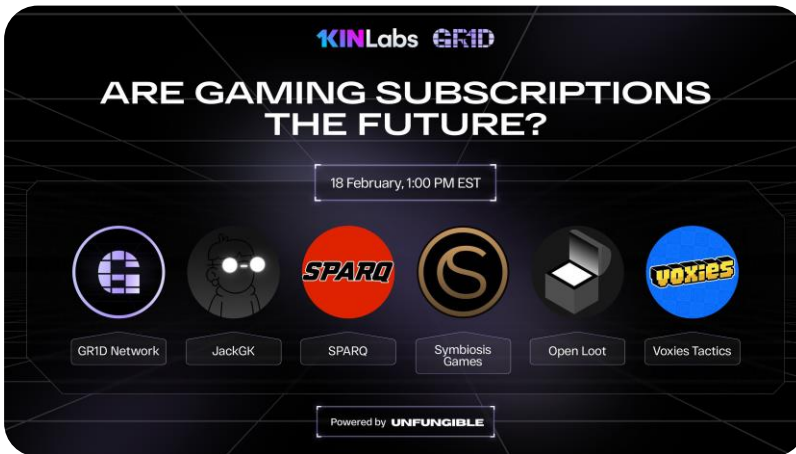 1KINLabs GR1D
ARE GAMING SUBSCRIPTIONS
THE FUTURE?
18 February, 1:00 PM EST
G
SPARQ
S
VOXIES
GR1D Network
JackGK
SPARQ
Symbiosis
Games
Open Loot
Voxies Tactics
Powered by UNFUNGIBLE